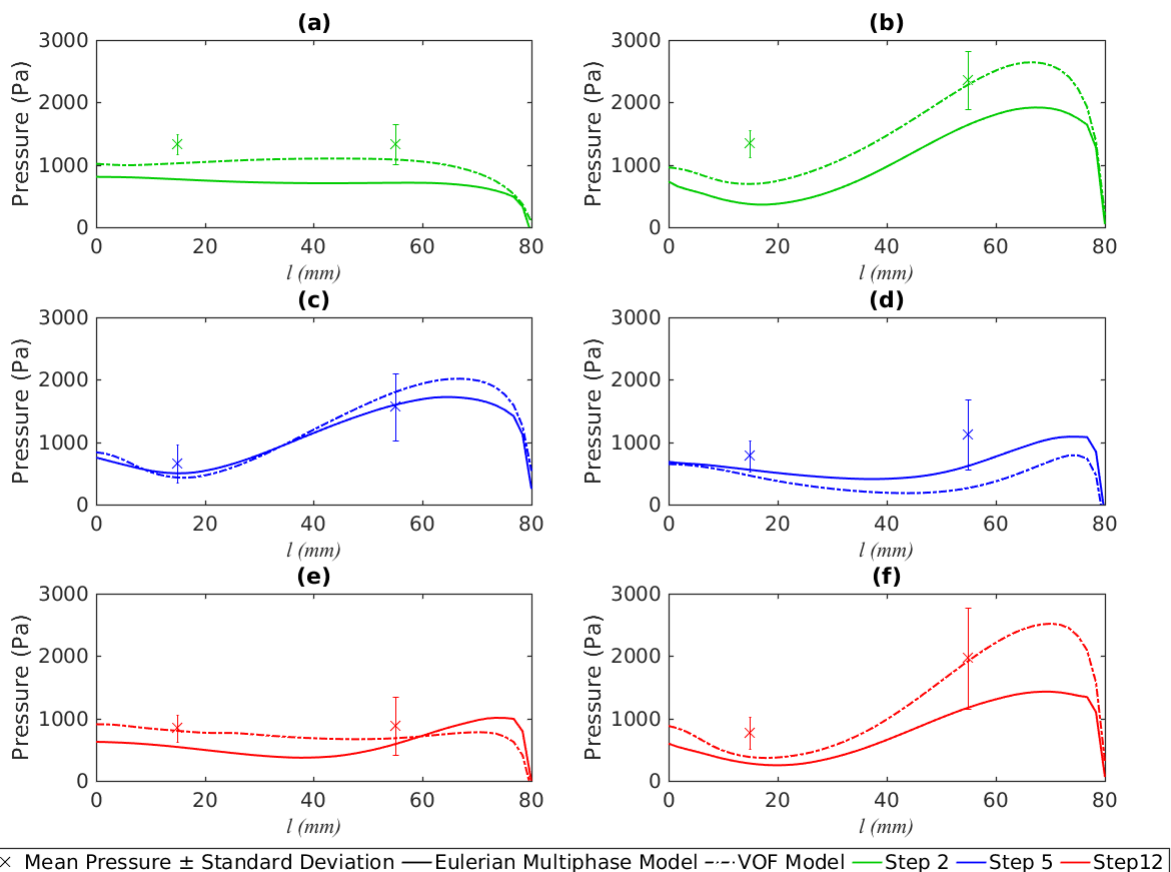 (a)
(b)
3000
2000
1000
0
Pressure (Pa)
0 20 40 60 80
l (mm)
3000
2000
1000
0
Pressure (Pa)
0 20 40 60 80
l (mm)
(c)
(d)
3000
2000
1000
0
Pressure (Pa)
0 20 40 60 80
l (mm)
3000
2000
1000
0
Pressure (Pa)
0 20 40 60 80
l (mm)
(e)
(f)
3000
2000
1000
0
Pressure (Pa)
0 20 40 60 80
l (mm)
3000
2000
1000
0
Pressure (Pa)
0 20 40 60 80
l (mm)
Mean Pressure ± Standard Deviation Eulerian Multiphase Model VOF Model Step 2 Step 5 Step12